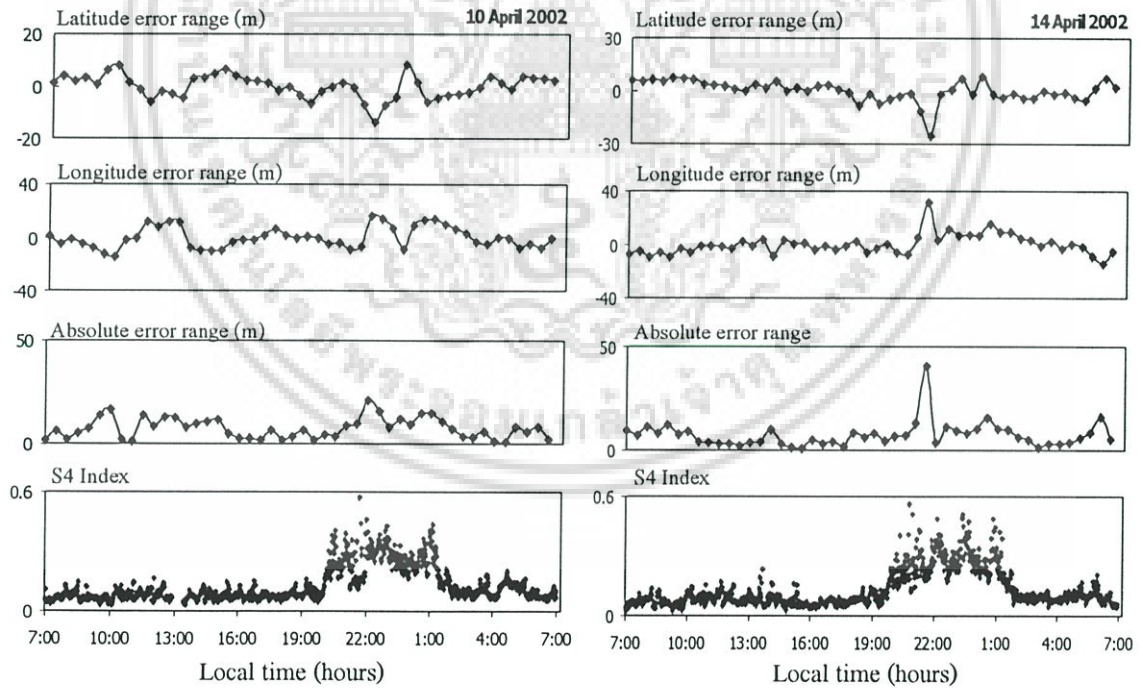 Latitude error range (m) 10 April 2002
20
0
-20
Longitude error range (m)
40
0
-40
Absolute error range (m)
50
0
S4 Index
0.6
0
7:00 10:00 13:00 16:00 19:00 22:00 1:00 4:00 7:00
Local time (hours)
Latitude error range (m) 14 April 2002
30
0
-30
Longitude error range (m)
40
0
-40
Absolute error range
50
0
S4 Index
0.6
0
7:00 10:00 13:00 16:00 19:00 22:00 1:00 4:00 7:00
Local time (hours)